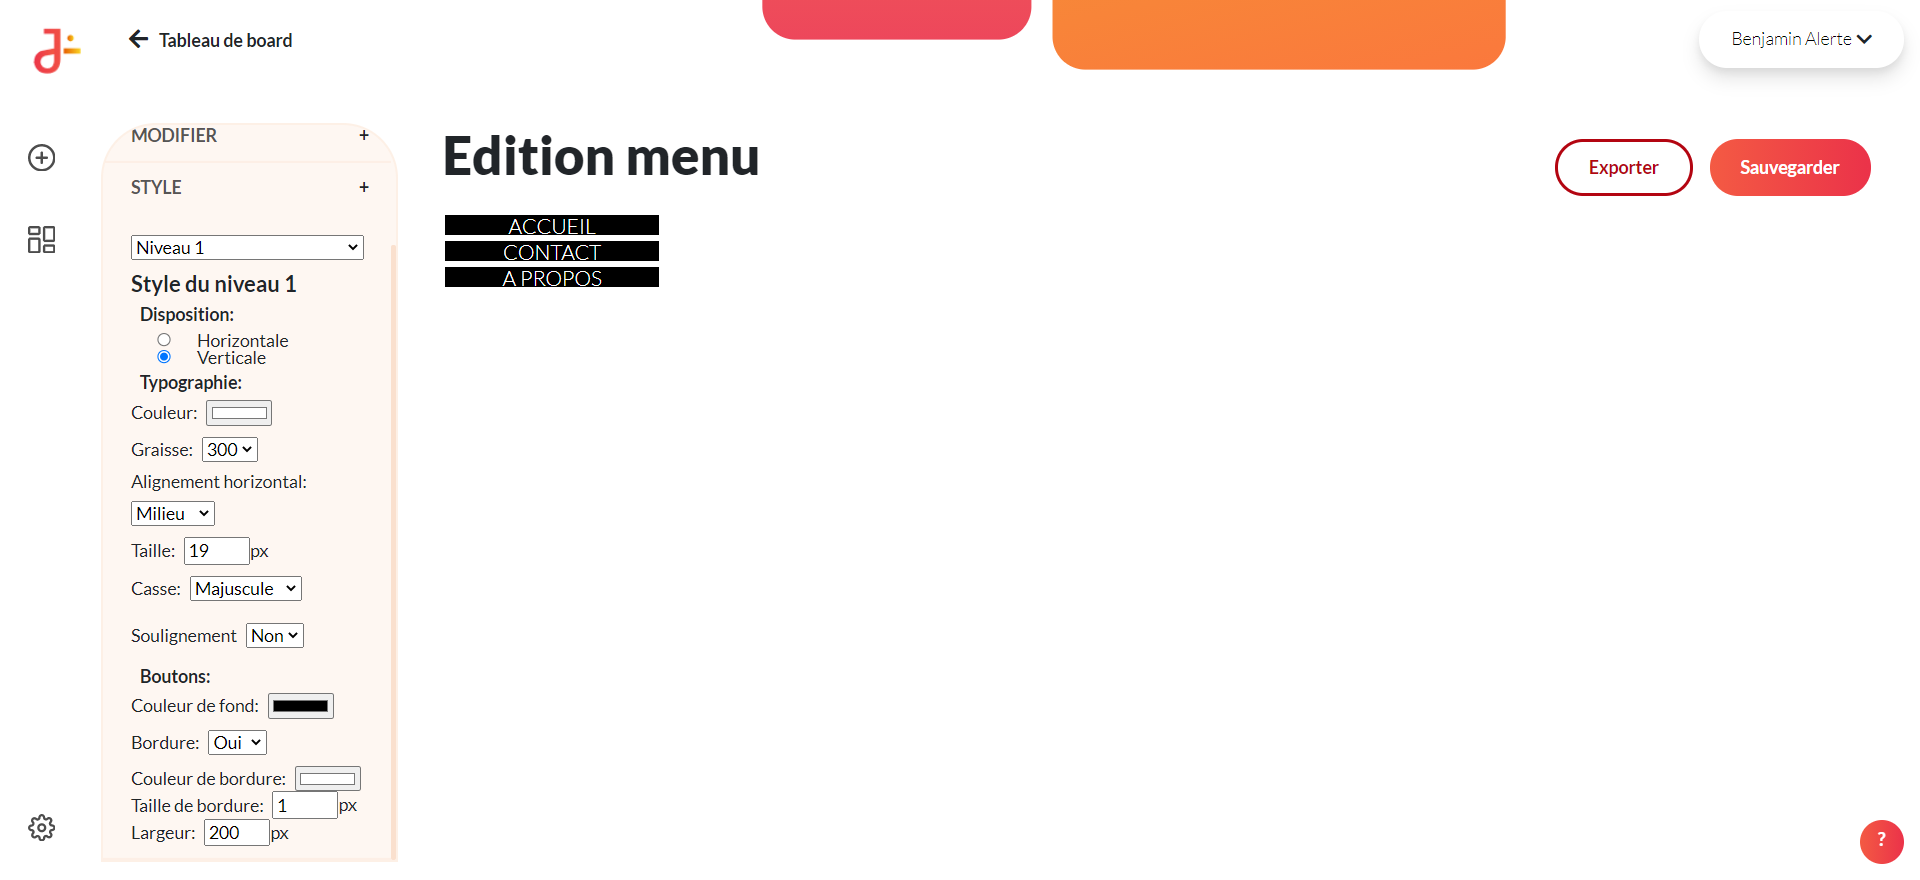 Tableau de board
Benjamin Alerte
MODIFIER +
STYLE +
Niveau 1
Style du niveau 1
Disposition:
Horizontale
Verticale
Typographie:
Couleur:
Graisse: 300
Alignement horizontal:
Milieu
Taille: 19 px
Casse: Majuscule
Soulignement Non
Boutons:
Couleur de fond:
Bordure: Oui
Couleur de bordure:
Taille de bordure: 1 px
Largeur: 200 px
Edition menu
Exporter
Sauvegarder
ACCUEIL
CONTACT
A PROPOS
?